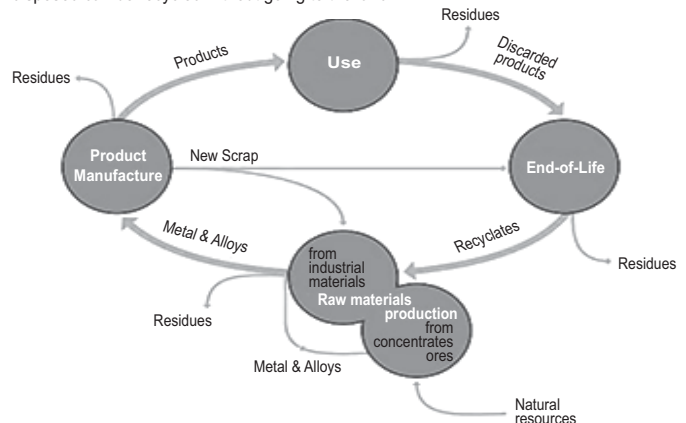 Residues
Products
Use
Discarded
products
Residues
Product
Manufacture
New Scrap
End-of-Life
Metal & Alloys
from
industrial
materials
Raw materials
production
from
concentrates
ores
Recyclates
Residues
Residues
Metal & Alloys
Natural
resources